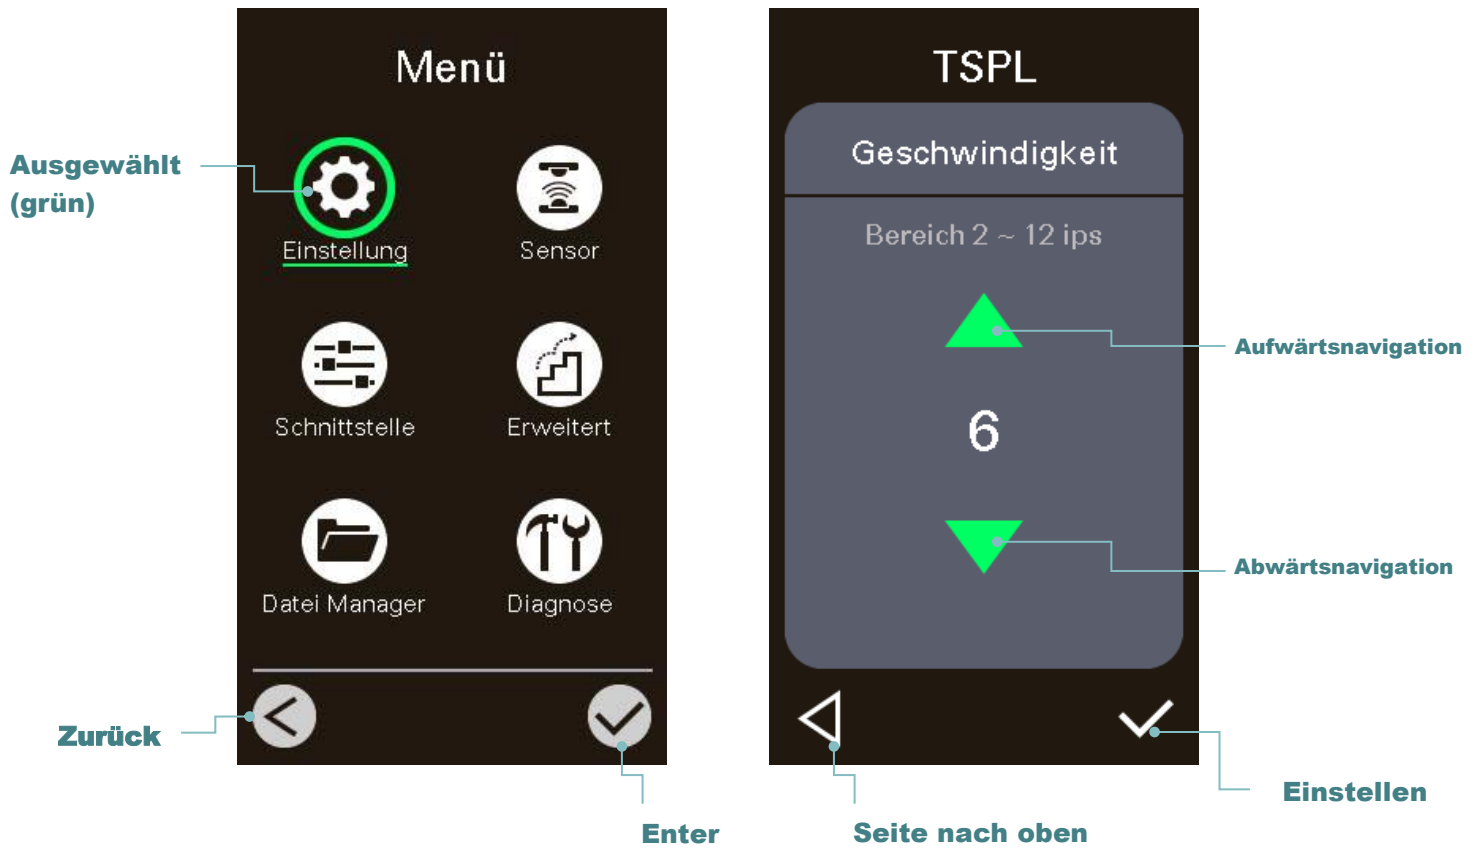 Menü
TSPL
Ausgewählt
(grün)
Einstellung
Sensor
Schnittstelle
Erweitert
Datei Manager
Diagnose
Zurück
Enter
Geschwindigkeit
Bereich 2 ~ 12 ips
6
Aufwärtsnavigation
Abwärtsnavigation
Einstellen
Seite nach oben